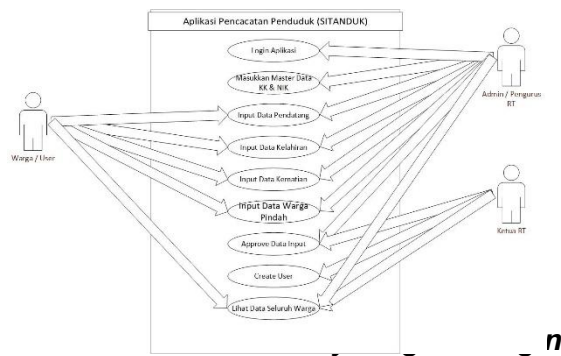 Aplikasi Pencacatan Penduduk (SITANDUK)
Login Aplikasi
Masukkan Master Data
KK & NIK
Admin / Pengurus
RT
Input Data Pendatang
Input Data Kelahiran
Warga / User
Input Data Kematian
Input Data Warga
Pindah
Approve Data Input
Ketua RT
Create User
Lihat Data Seluruh Warga